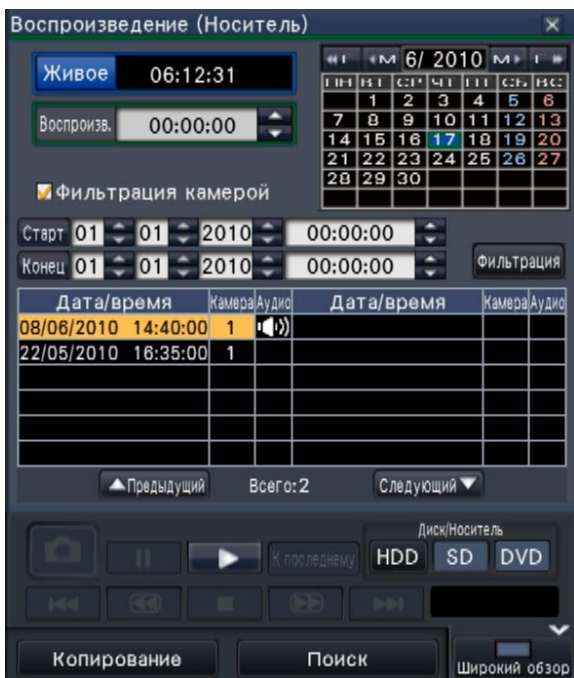 Воспроизведение (Носитель)
Живое 06:12:31
6/ 2010
ПН ВТ СР ЧТ ПТ СБ ВС
1 2 3 4 5 6
7 8 9 10 11 12 13
14 15 16 17 18 19 20
21 22 23 24 25 26 27
28 29 30
Воспроизв. 00:00:00
Фильтрация камерой
Старт 01 01 2010 00:00:00
Конец 01 01 2010 00:00:00
Фильтрация
Дата/время Камера Аудио Дата/время Камера Аудио
08/06/2010 14:40:00 1
22/05/2010 16:35:00 1
Предыдущий Всего:2 Следующий
Диск/Носитель
К последнему HDD SD DVD
Копирование Поиск Широкий обзор